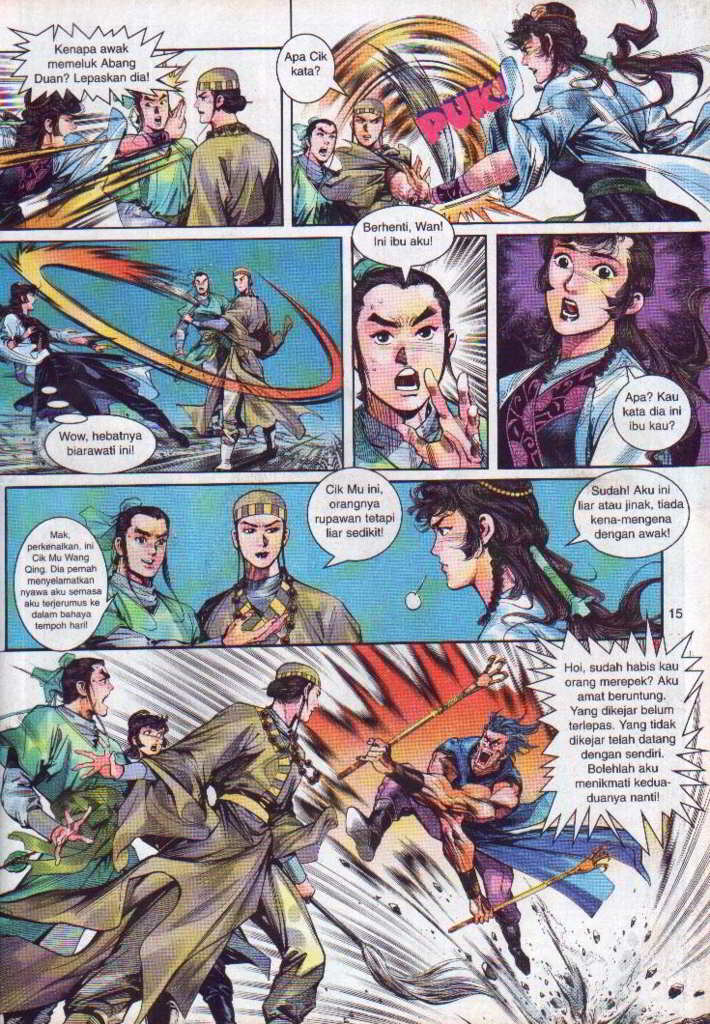 Kenapa awak
memeluk Abang
Duan? Lepaskan dia!
Apa Cik
kata?
PUK!
Berhenti, Wan!
Ini ibu aku!
Wow, hebatnya
biarawati ini!
Apa? Kau
kata dia ini
ibu kau?
Mak,
perkenalkan, ini
Cik Mu Wang
Qing. Dia pernah
menyelamatkan
nyawa aku semasa
aku terjerumus ke
dalam bahaya
tempoh hari!
Cik Mu ini,
orangnya
rupawan tetapi
liar sedikit!
Sudah! Aku ini
liar atau jinak, tiada
kena-mengena
dengan awak!
15
Hoi, sudah habis kau
orang merepek? Aku
amat beruntung.
Yang dikejar belum
terlepas. Yang tidak
dikejar telah datang
dengan sendiri.
Bolehlah aku
menikmati kedua-
duanya nanti!